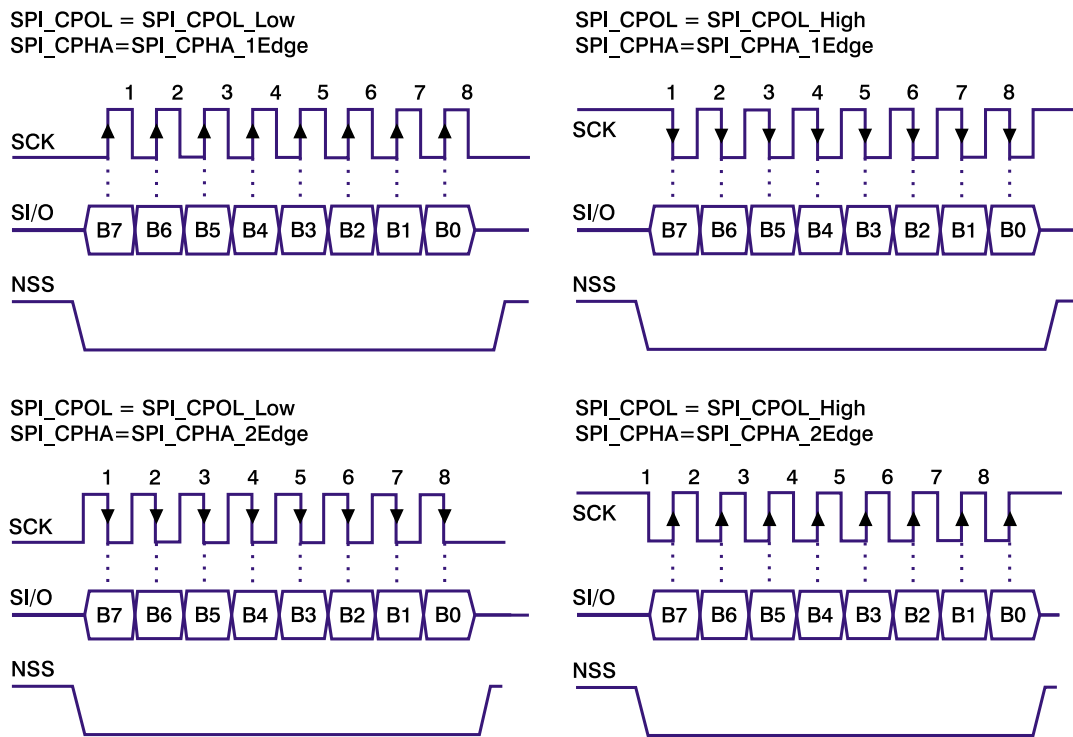 SPI_CPOL = SPI_CPOL_Low
SPI_CPHA=SPI_CPHA_1Edge
1 2 3 4 5 6 7 8
SCK
SI/O
B7 B6 B5 B4 B3 B2 B1 B0
NSS
SPI_CPOL = SPI_CPOL_High
SPI_CPHA=SPI_CPHA_1Edge
1 2 3 4 5 6 7 8
SCK
SI/O
B7 B6 B5 B4 B3 B2 B1 B0
NSS
SPI_CPOL = SPI_CPOL_Low
SPI_CPHA=SPI_CPHA_2Edge
1 2 3 4 5 6 7 8
SCK
SI/O
B7 B6 B5 B4 B3 B2 B1 B0
NSS
SPI_CPOL = SPI_CPOL_High
SPI_CPHA=SPI_CPHA_2Edge
1 2 3 4 5 6 7 8
SCK
SI/O
B7 B6 B5 B4 B3 B2 B1 B0
NSS